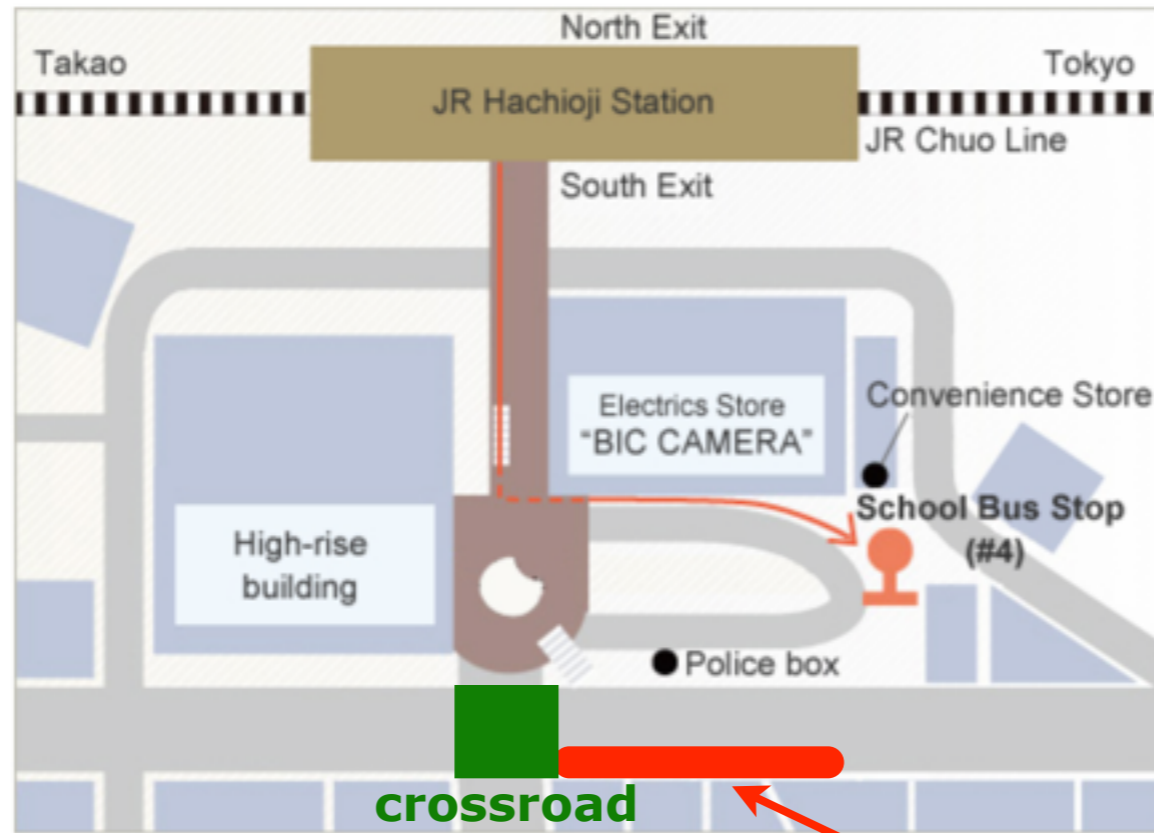 North Exit
Takao
Tokyo
JR Hachioji Station
JR Chuo Line
South Exit
Convenience Store
Electrics Store
“BIC CAMERA”
School Bus Stop
(#4)
High-rise
building
Police box
crossroad